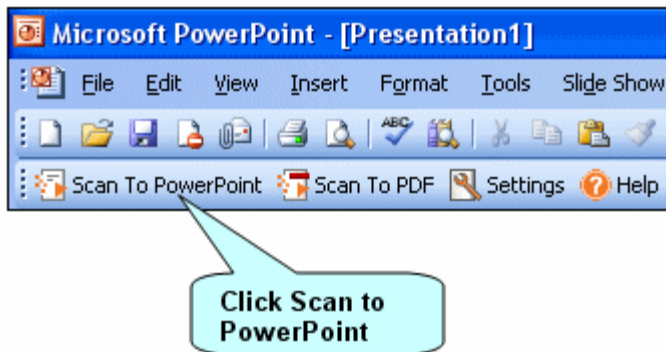 Microsoft PowerPoint - [Presentation1]
File Edit View Insert Format Tools Slide Show
ABC
Scan To PowerPoint Scan To PDF Settings Help
Click Scan to
PowerPoint